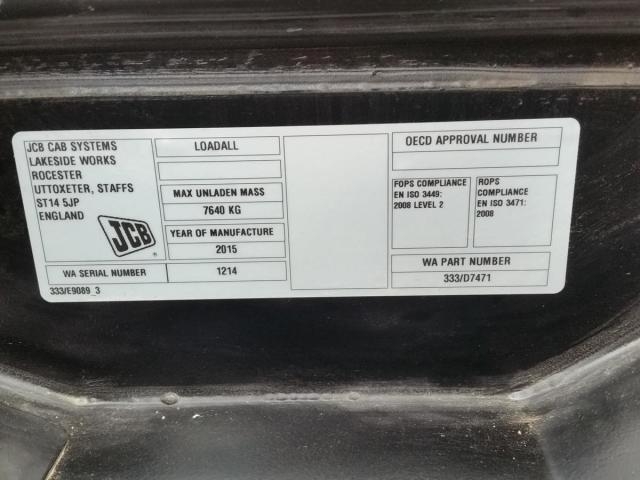 JCB CAB SYSTEMS
LAKESIDE WORKS
ROCESTER
UTTOXETER, STAFFS
ST14 5JP
ENGLAND
JCB
®
WA SERIAL NUMBER
333/E9089_3
LOADALL
MAX UNLADEN MASS
7640 KG
YEAR OF MANUFACTURE
2015
1214
OECD APPROVAL NUMBER
FOPS COMPLIANCE
EN ISO 3449:
2008 LEVEL 2
ROPS
COMPLIANCE
EN ISO 3471:
2008
WA PART NUMBER
333/D7471